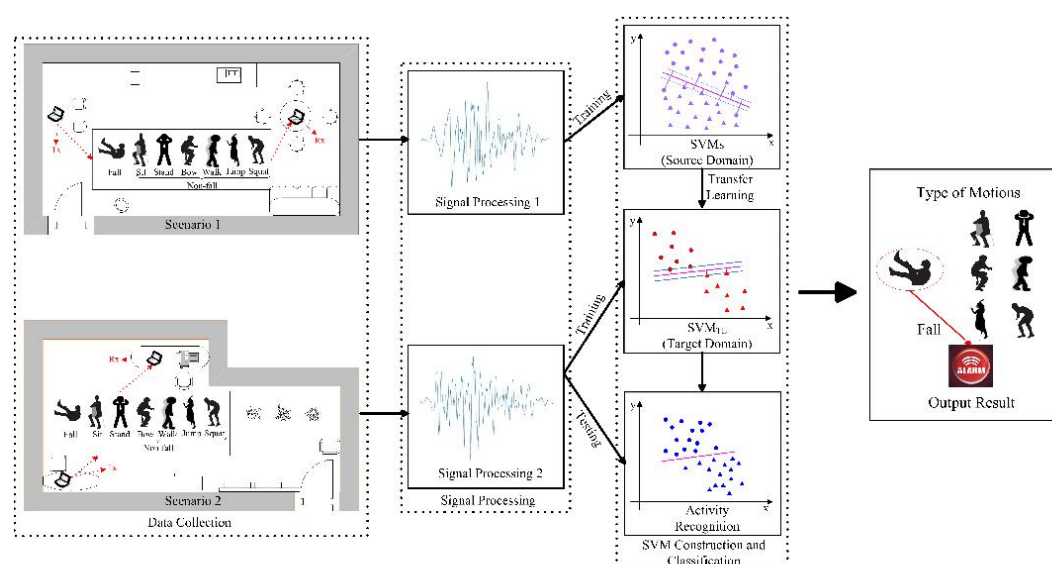 Tx
Rx
Fall
Sit
Stand
Bow
Walk
Jump
Squat
Non-fall
Scenario 1
Rx
Fall
Sit
Stand
Bow
Walk
Jump
Squat
Non-fall
Tx
Scenario 2
Data Collection
Signal Processing 1
Signal Processing 2
Signal Processing
Training
Training
Testing
y
x
SVMs
(Source Domain)
Transfer
Learning
y
x
SVM_TL
(Target Domain)
y
x
Activity
Recognition
SVM Construction and
Classification
Type of Motions
Fall
ALARM
Output Result